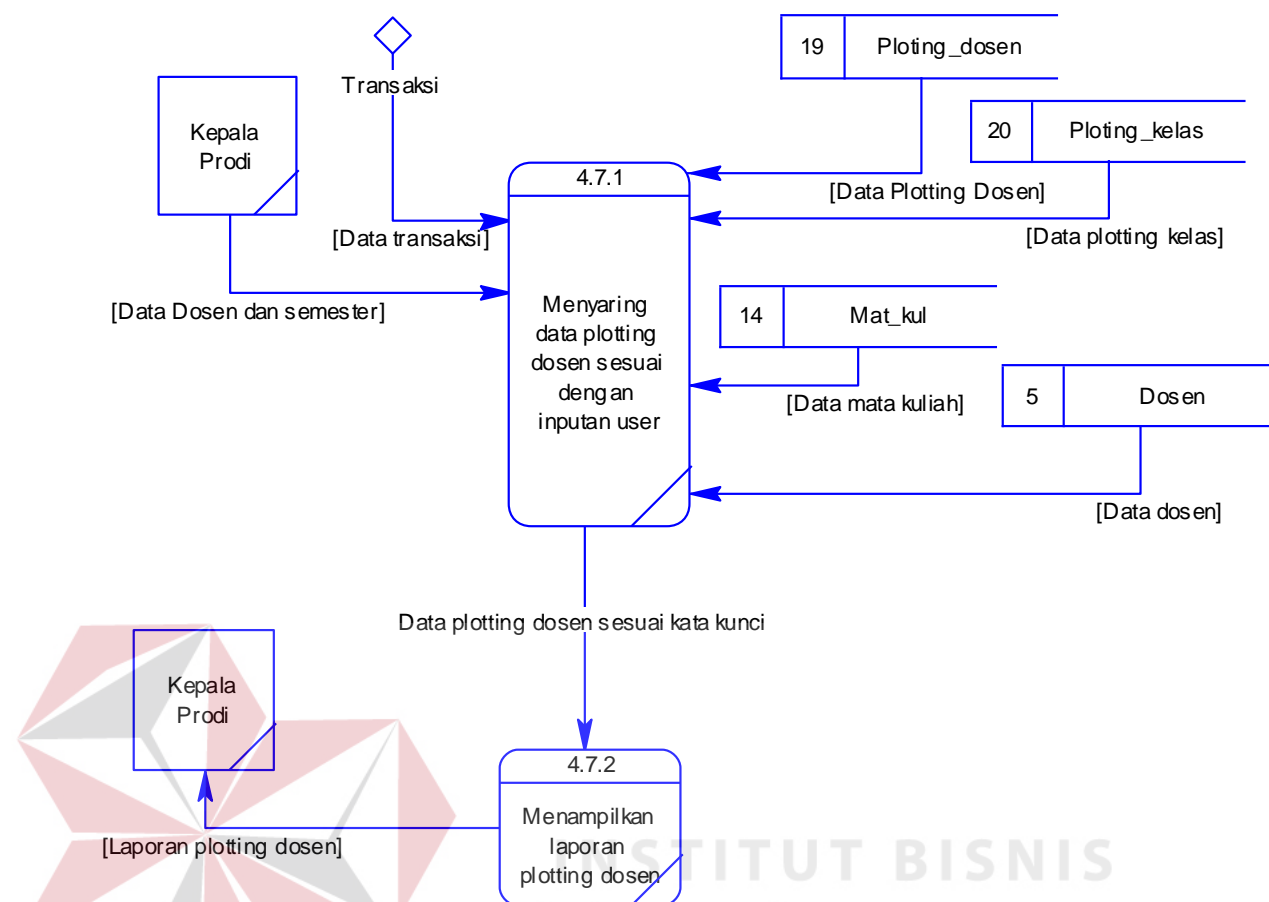 19
Ploting_dosen
Transaksi
Kepala
Prodi
20
Ploting_kelas
4.7.1
[Data Plotting Dosen]
[Data transaksi]
[Data plotting kelas]
[Data Dosen dan semester]
Menyaring
data plotting
dosen sesuai
dengan
inputan user
14
Mat_kul
[Data mata kuliah]
5
Dosen
[Data dosen]
Data plotting dosen sesuai kata kunci
Kepala
Prodi
4.7.2
Menampilkan
laporan
plotting dosen
[Laporan plotting dosen]
INSTITUT BISNIS